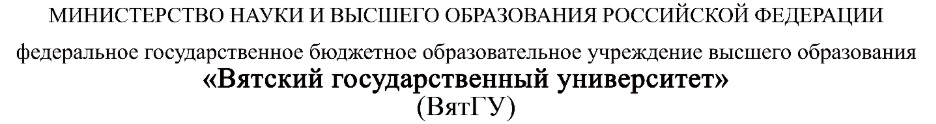 МИНИСТЕРСТВО НАУКИ И ВЫСШЕГО ОБРАЗОВАНИЯ РОССИЙСКОЙ ФЕДЕРАЦИИ
федеральное государственное бюджетное образовательное учреждение высшего образования
«Вятский государственный университет»
(ВятГУ)